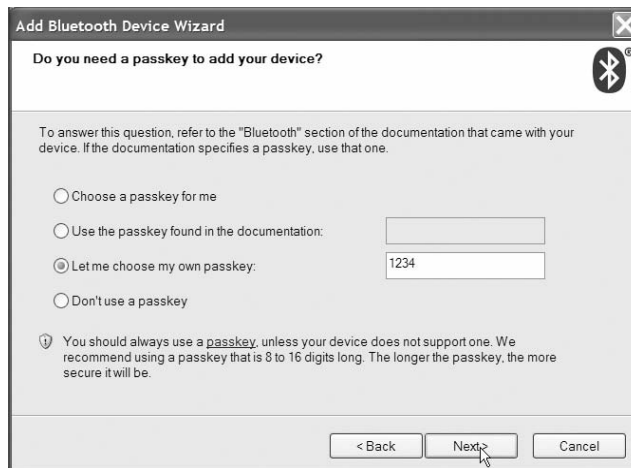 Add Bluetooth Device Wizard
Do you need a passkey to add your device?
To answer this question, refer to the "Bluetooth" section of the documentation that came with your
device. If the documentation specifies a passkey, use that one.
Choose a passkey for me
Use the passkey found in the documentation:
Let me choose my own passkey:
1234
Don't use a passkey
You should always use a passkey, unless your device does not support one. We
recommend using a passkey that is 8 to 16 digits long. The longer the passkey, the more
secure it will be.
< Back
Next >
Cancel